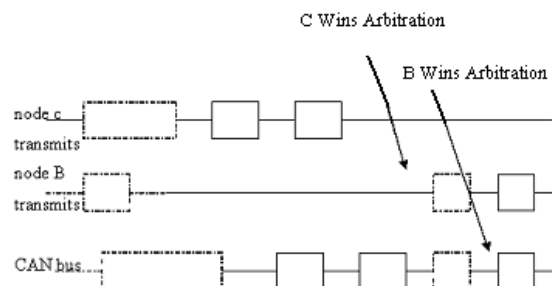 C Wins Arbitration
B Wins Arbitration
node c
transmits
node B
transmits
CAN bus